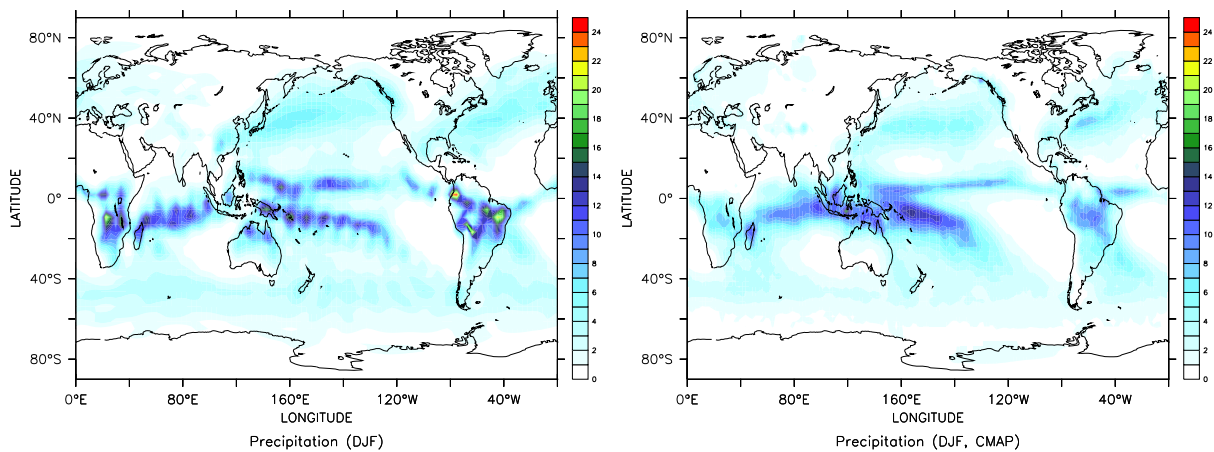 80°N
40°N
0°
40°S
80°S
LATITUDE
0°E
80°E
160°E
120°W
40°W
LONGITUDE
Precipitation (DJF)
24
22
20
18
16
14
12
10
8
6
4
2
0
80°N
40°N
0°
40°S
80°S
LATITUDE
0°E
80°E
160°E
120°W
40°W
LONGITUDE
Precipitation (DJF, CMAP)
24
22
20
18
16
14
12
10
8
6
4
2
0